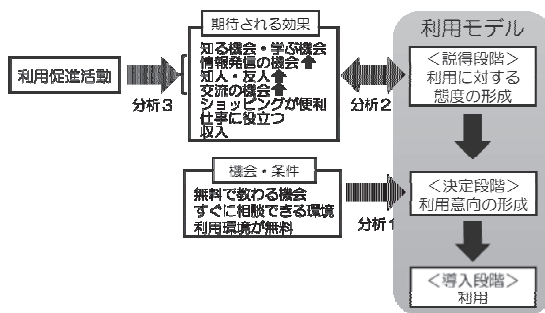 利用促進活動
分析3
期待される効果
知る機会・学ぶ機会
情報発信の機会⬆
知人・友人⬆
交流の機会⬆
ショッピングが便利
仕事に役立つ
収入
分析2
機会・条件
無料で教わる機会
すぐに相談できる環境
利用環境が無料
分析1
利用モデル
＜説得段階＞
利用に対する
態度の形成
＜決定段階＞
利用意向の形成
＜導入段階＞
利用